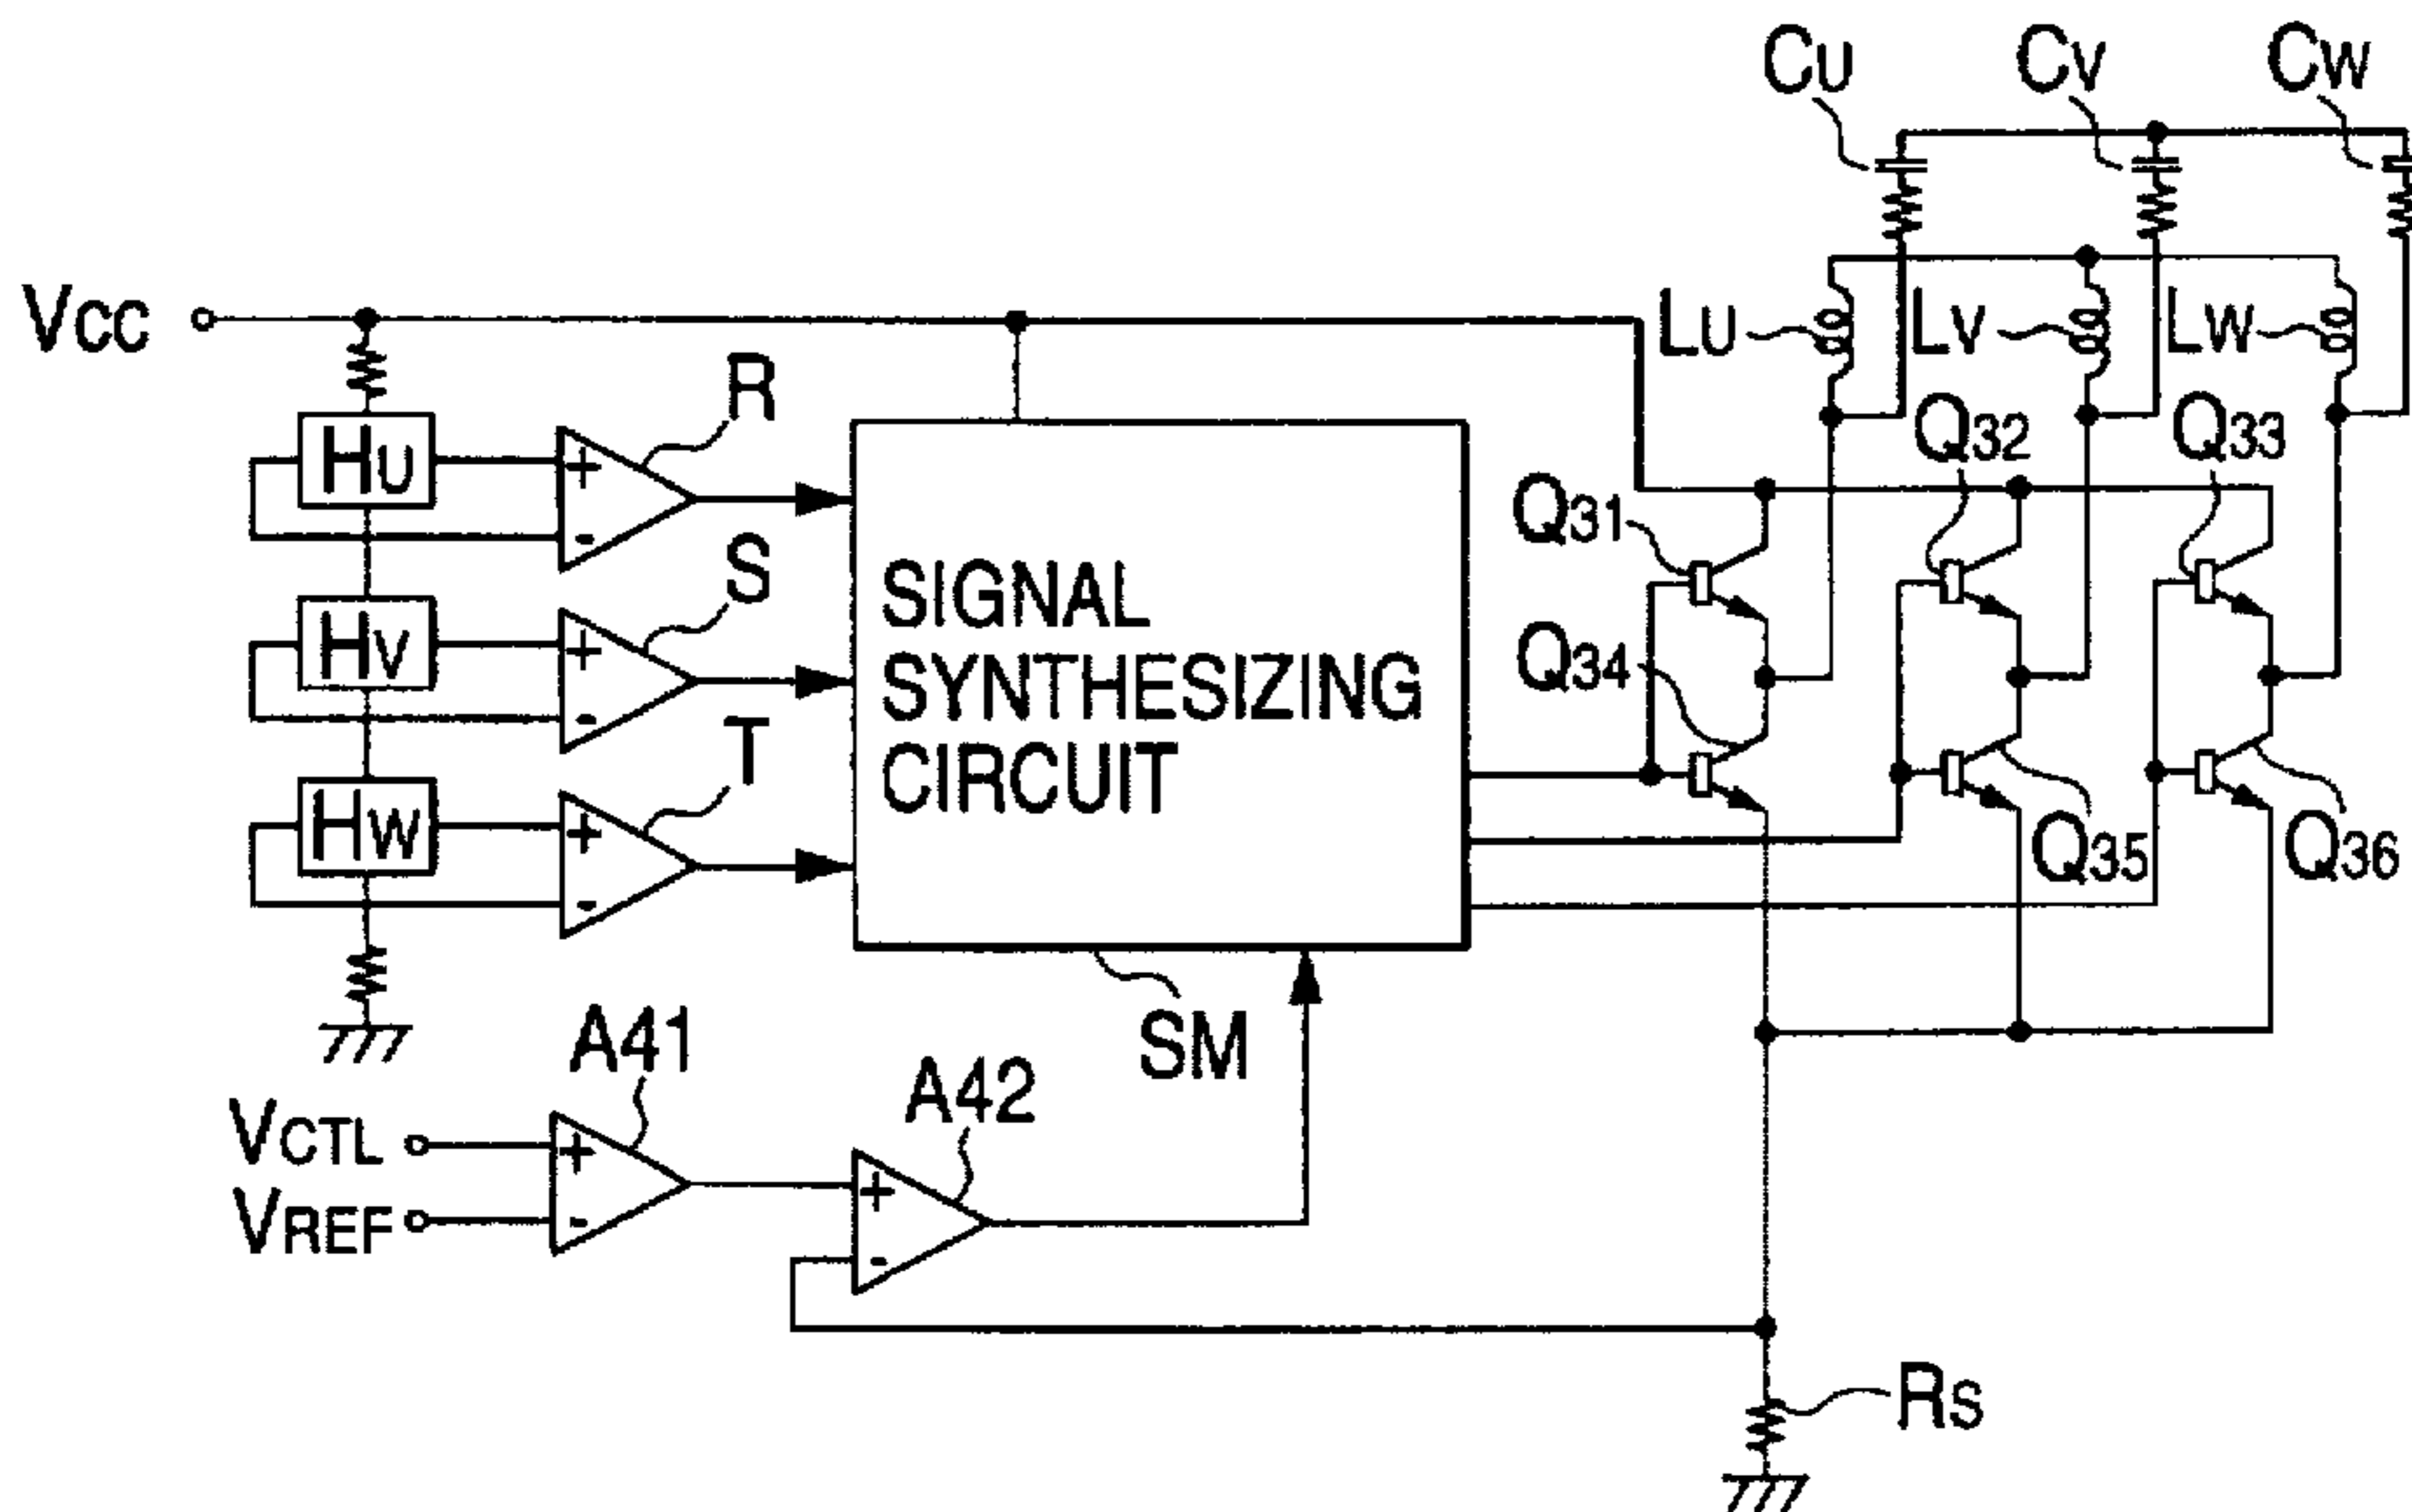 CU
CV
CW
VCC
R
LU
LV
LW
HU
+
-
Q32
Q33
Q31
S
SIGNAL
SYNTHESIZING
CIRCUIT
HV
+
-
Q34
T
HW
+
-
Q35
Q36
SM
A41
A42
VCTL
+
VREF
-
+
-
RS